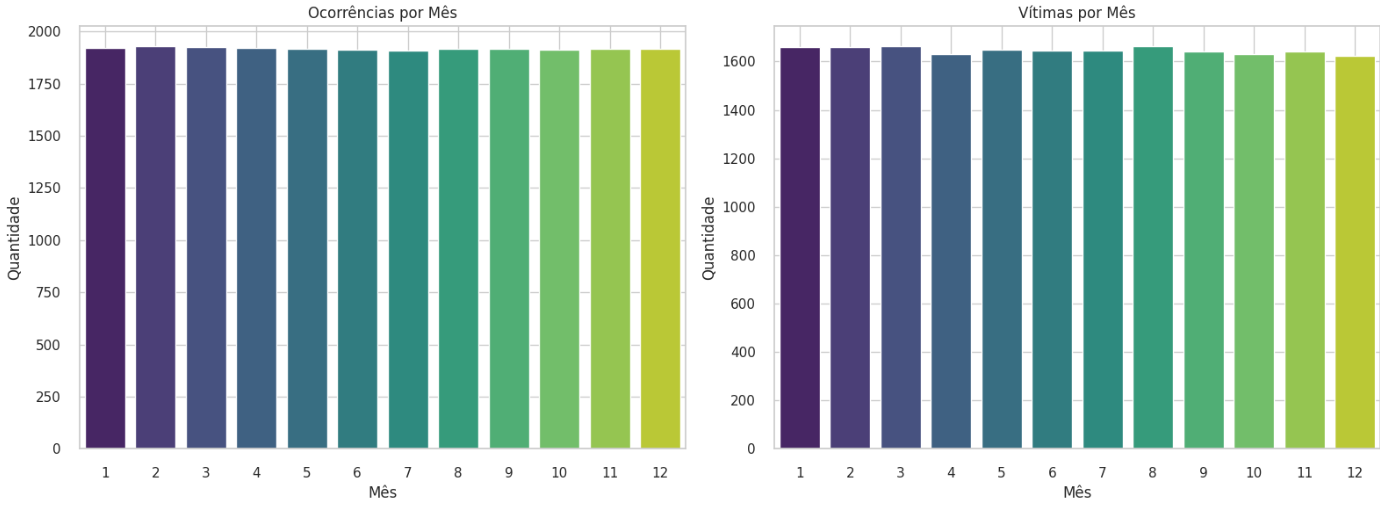 Ocorrências por Mês
Quantidade
2000
1750
1500
1250
1000
750
500
250
0
1 2 3 4 5 6 7 8 9 10 11 12
Mês
Vítimas por Mês
Quantidade
1600
1400
1200
1000
800
600
400
200
0
1 2 3 4 5 6 7 8 9 10 11 12
Mês